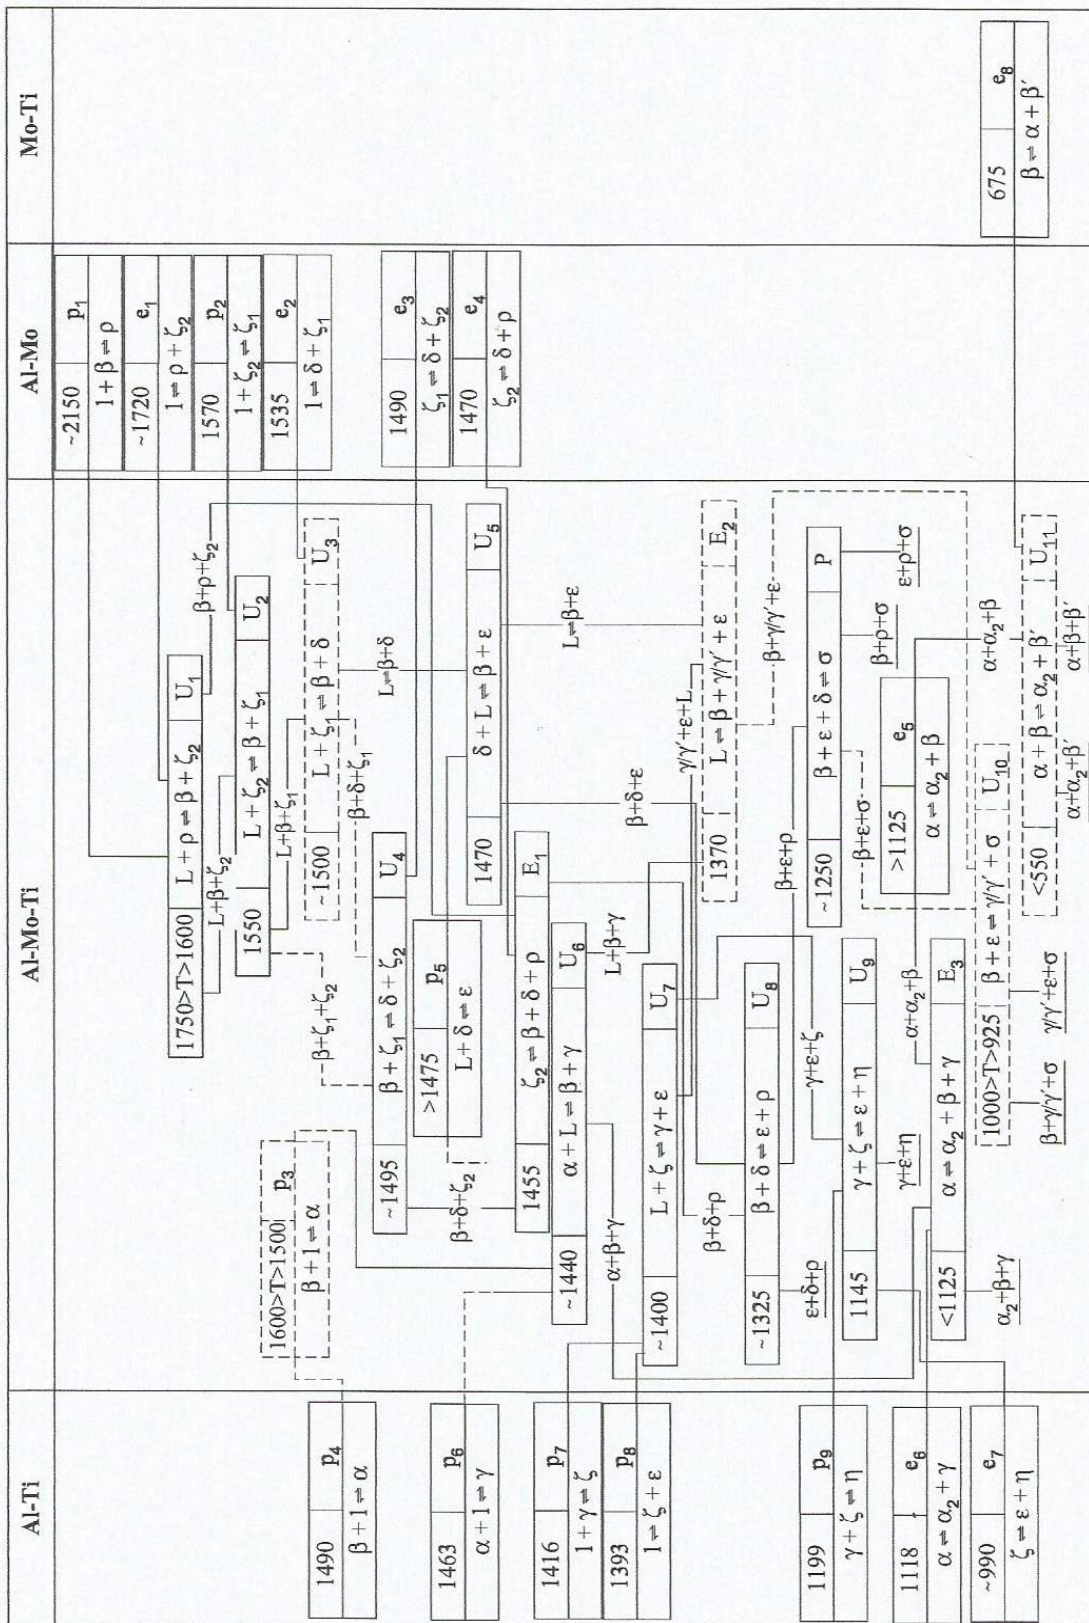 Al-Ti
Al-Mo-Ti
Al-Mo
Mo-Ti
1490 p₄
β + l ⇌ α
1463 p₆
α + l ⇌ γ
1416 p₇
l + γ ⇌ ζ
1393 p₈
l ⇌ ζ + ε
1199 p₉
γ + ζ ⇌ η
1118 e₆
α ⇌ α₂ + γ
~990 e₇
ζ ⇌ ε + η
1750>T>1600 L + ρ ⇌ β + ζ₂ U₁
L+β+ζ₂
β+ρ+ζ₂
1550 L + ζ₂ ⇌ β + ζ₁ U₂
β+ζ₁+ζ₂
L+β+ζ₁
1600>T>1500 p₃
β + l ⇌ α
~1500 L + ζ₁ ⇌ β + δ U₃
β+δ+ζ₁
L⇌β+δ
~1495 β + ζ₁ ⇌ δ + ζ₂ U₄
β+δ+ζ₂
>1475 p₅
L + δ ⇌ ε
1470 δ + L ⇌ β + ε U₅
β+δ+ε
L⇌β+ε
1455 ζ₂ ⇌ β + δ + ρ E₁
β+δ+ρ
~1440 α + L ⇌ β + γ U₆
α+β+γ
L+β+γ
~1400 L + ζ ⇌ γ + ε U₇
γ+ε+ζ
γ/γ′+ε+L
1370 L ⇌ β + γ/γ′ + ε E₂
β+γ/γ′+ε
~1325 β + δ ⇌ ε + ρ U₈
ε+δ+ρ
β+ε+ρ
~1250 β + ε + δ ⇌ σ P
β+ε+σ
β+ρ+σ
ε+ρ+σ
1145 γ + ζ ⇌ ε + η U₉
γ+ε+η
>1125 e₅
α ⇌ α₂ + β
α+α₂+β
α+α₂+β
<1125 α ⇌ α₂ + β + γ E₃
α₂+β+γ
1000>T>925 β + ε ⇌ γ/γ′ + σ U₁₀
β+γ/γ′+σ
γ/γ′+ε+σ
<550 α + β ⇌ α₂ + β′ U₁₁
α+α₂+β′
α+β+β′
~2150 p₁
l + β ⇌ ρ
~1720 e₁
l ⇌ ρ + ζ₂
1570 p₂
l + ζ₂ ⇌ ζ₁
1535 e₂
l ⇌ δ + ζ₁
1490 e₃
ζ₁ ⇌ δ + ζ₂
1470 e₄
ζ₂ ⇌ δ + ρ
675 e₈
β ⇌ α + β′